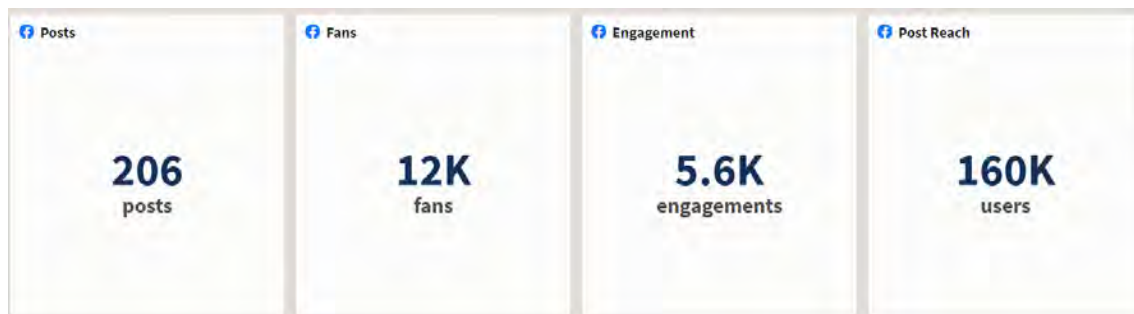 Posts
206
posts
Fans
12K
fans
Engagement
5.6K
engagements
Post Reach
160K
users